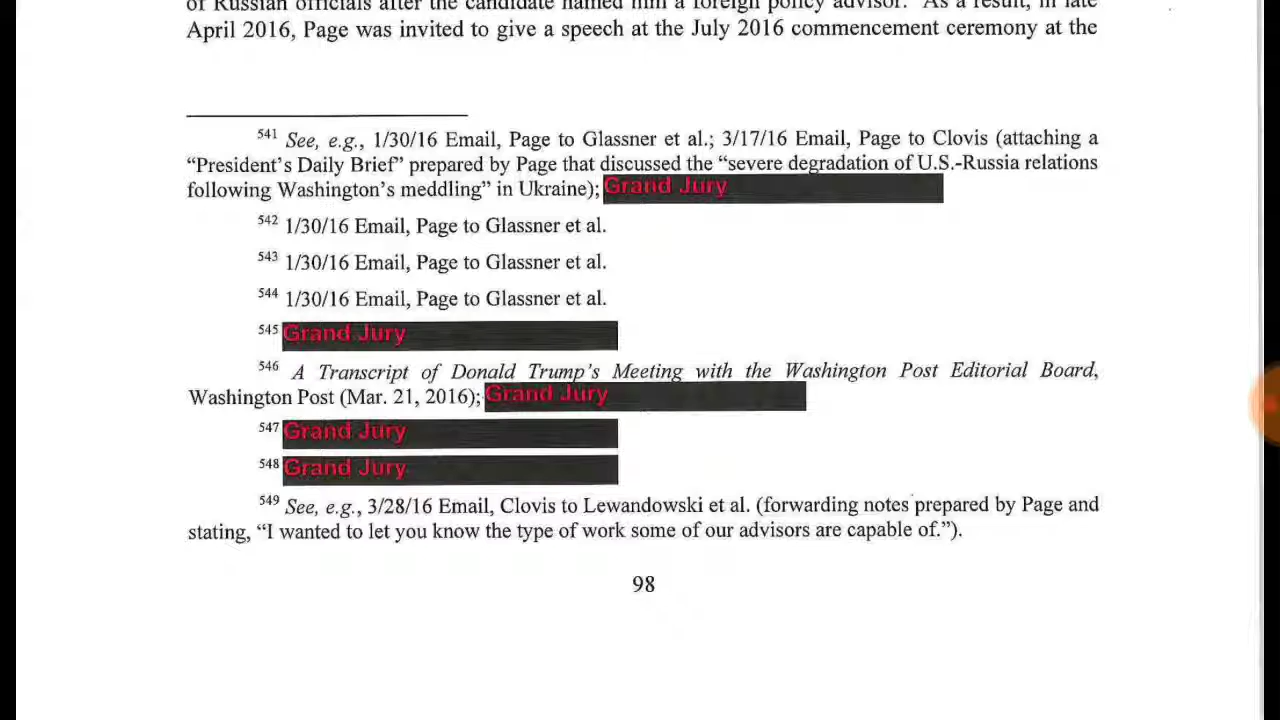 of Russian officials after the candidate named him a foreign policy advisor. As a result, in late
April 2016, Page was invited to give a speech at the July 2016 commencement ceremony at the
541 See, e.g., 1/30/16 Email, Page to Glassner et al.; 3/17/16 Email, Page to Clovis (attaching a
“President’s Daily Brief” prepared by Page that discussed the “severe degradation of U.S.-Russia relations
following Washington’s meddling” in Ukraine); Grand Jury
542 1/30/16 Email, Page to Glassner et al.
543 1/30/16 Email, Page to Glassner et al.
544 1/30/16 Email, Page to Glassner et al.
545 Grand Jury
546 A Transcript of Donald Trump’s Meeting with the Washington Post Editorial Board,
Washington Post (Mar. 21, 2016); Grand Jury
547 Grand Jury
548 Grand Jury
549 See, e.g., 3/28/16 Email, Clovis to Lewandowski et al. (forwarding notes prepared by Page and
stating, “I wanted to let you know the type of work some of our advisors are capable of.”).
98